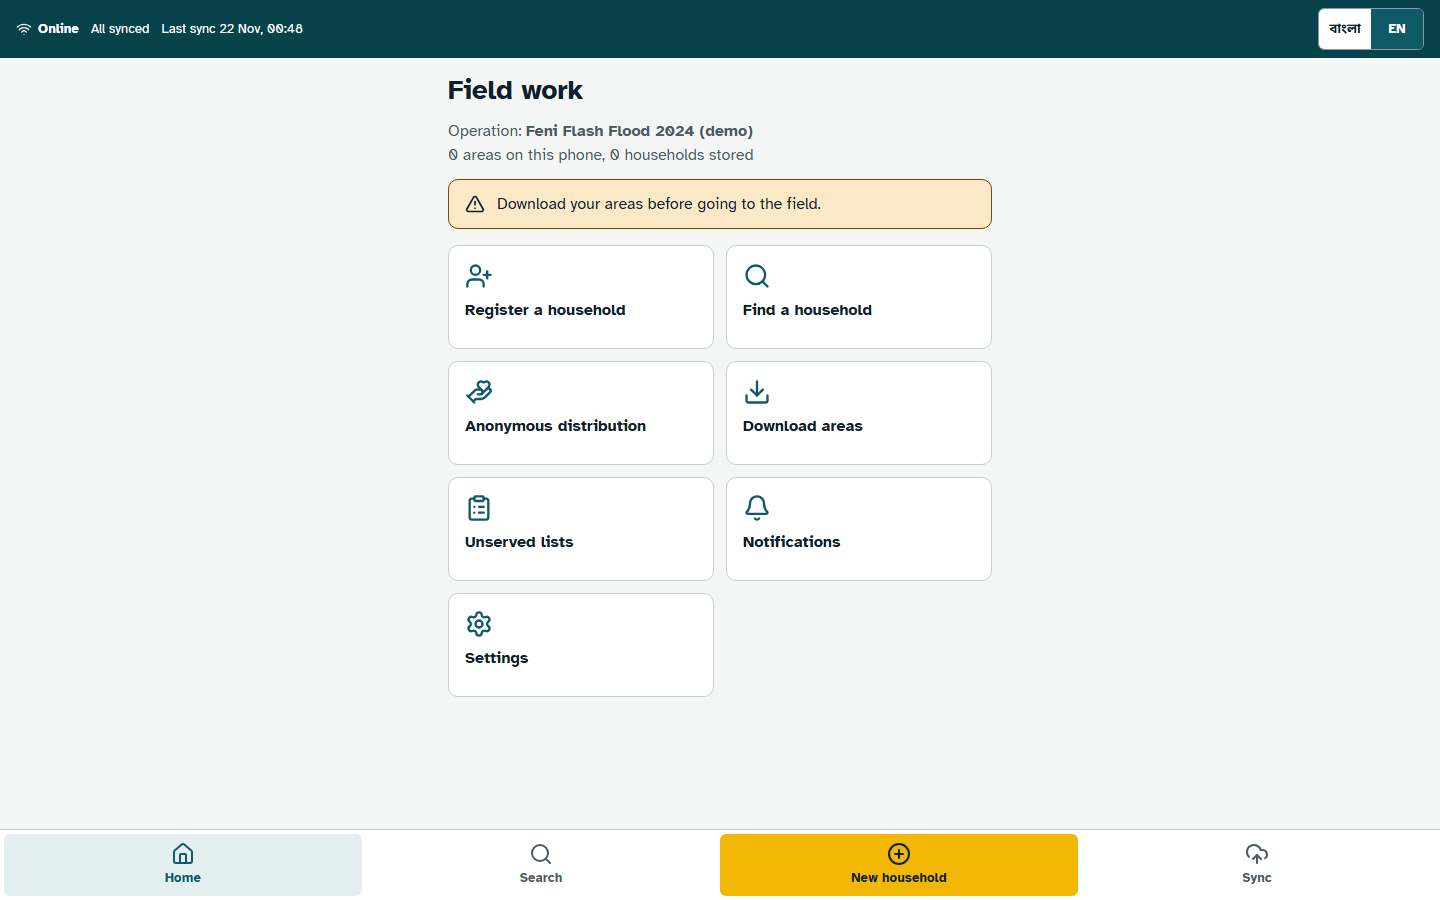 Online All synced Last sync 22 Nov, 00:48 বাংলা EN
Field work
Operation: Feni Flash Flood 2024 (demo)
0 areas on this phone, 0 households stored
Download your areas before going to the field.
Register a household
Find a household
Anonymous distribution
Download areas
Unserved lists
Notifications
Settings
Home
Search
New household
Sync